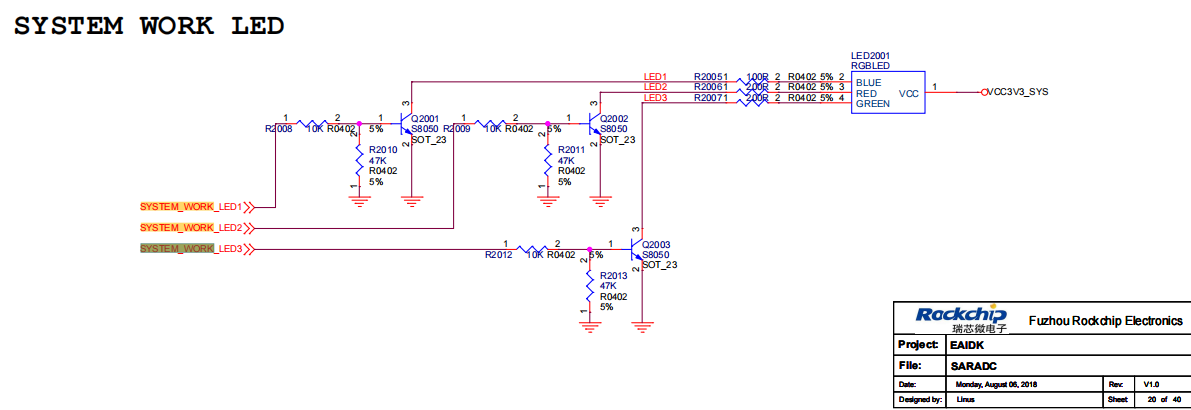 SYSTEM WORK LED
LED2001
RGBLED
LED1 R20051 100R 2 R0402 5% 2 BLUE
LED2 R20061 200R 2 R0402 5% 3 RED
LED3 R20071 200R 2 R0402 5% 4 GREEN
VCC 1 VCC3V3_SYS
3 3
1 2 1 Q2001 1 2 1 Q2002
R2008 10K R0402 5% S8050 R2009 10K R0402 5% S8050
2 2 SOT_23 2 2 SOT_23
R2010 R2011
47K 47K
R0402 R0402
1 5% 1 5%
SYSTEM_WORK_LED1
SYSTEM_WORK_LED2
3
SYSTEM_WORK_LED3 1 2 1 Q2003
R2012 10K R0402 5% S8050
2 2 SOT_23
R2013
47K
R0402
1 5%
Rockchip
瑞芯微电子
Fuzhou Rockchip Electronics
Project: EAIDK
File: SARADC
Date: Monday, August 06, 2018 Rev: V1.0
Designed by: Linus Sheet: 20 of 40